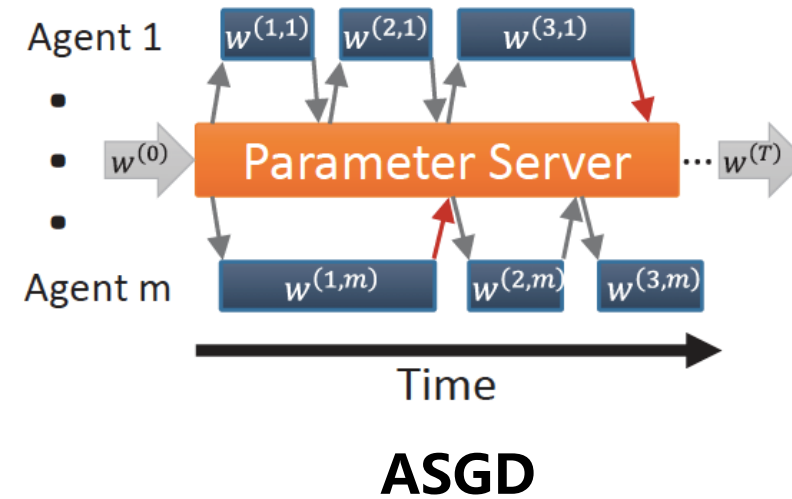 Agent 1
w^(1,1) w^(2,1) w^(3,1)
w^(0) Parameter Server ... w^(T)
Agent m
w^(1,m) w^(2,m) w^(3,m)
Time
ASGD